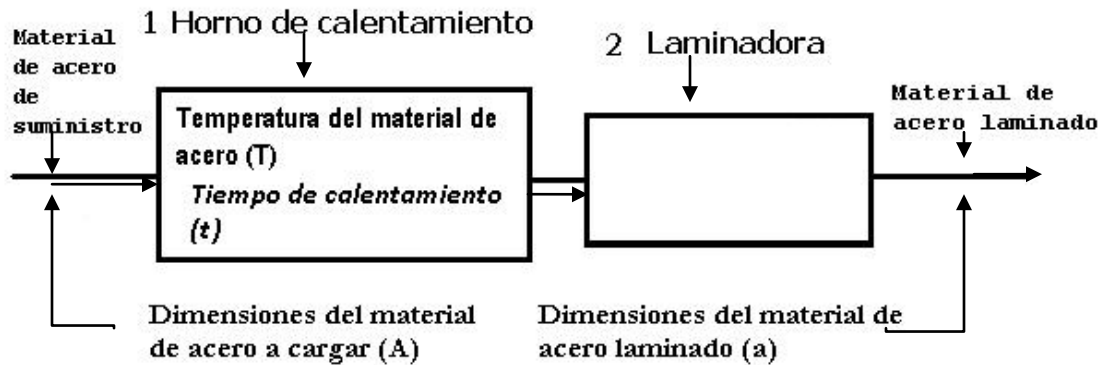 1 Horno de calentamiento
Material
de acero
de
suministro
2 Laminadora
Material de
acero laminado
Temperatura del material de
acero (T)
Tiempo de calentamiento
(t)
Dimensiones del material
de acero a cargar (A)
Dimensiones del material de
acero laminado (a)